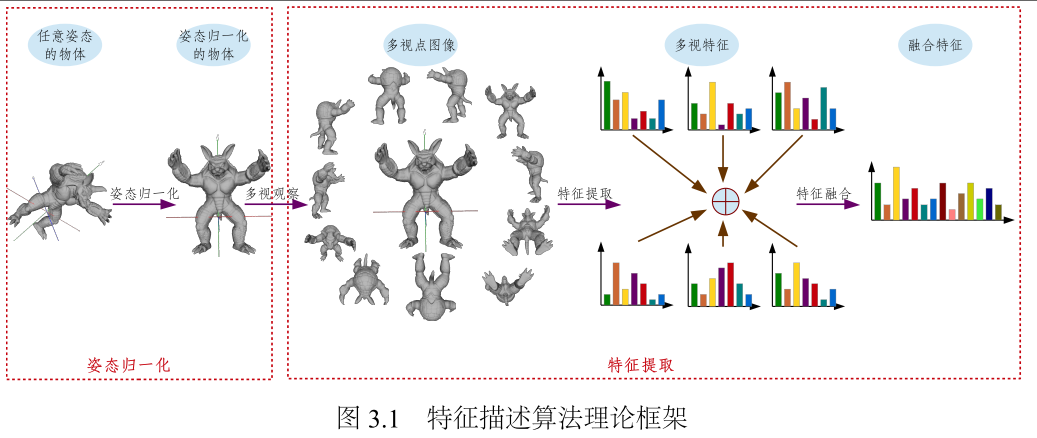 任意姿态
的物体
姿态归一化
的物体
多视点图像
多视特征
融合特征
姿态归一化
多视观察
特征提取
特征融合
姿态归一化
特征提取
图 3.1 特征描述算法理论框架